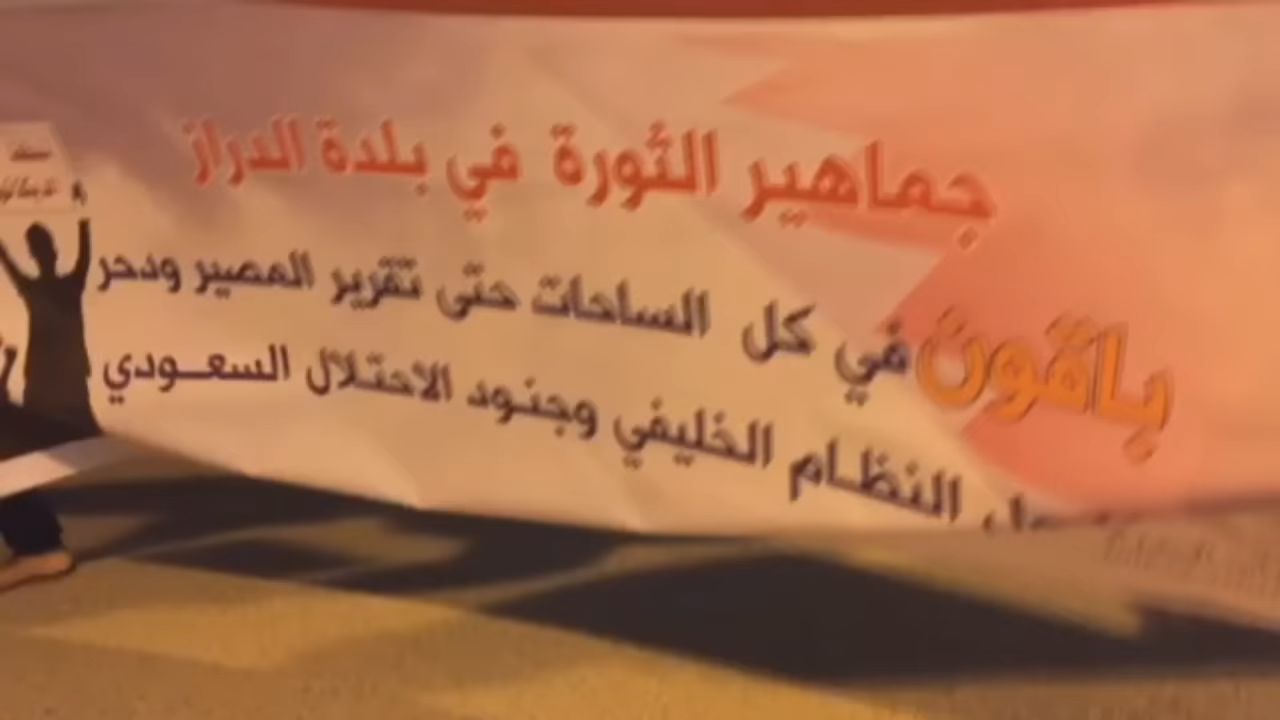 جماهير الثورة في بلدة الدراز
باقون في كل الساحات حتى تقرير المصير ودحر
النظام الخليفي وجنود الاحتلال السعودي